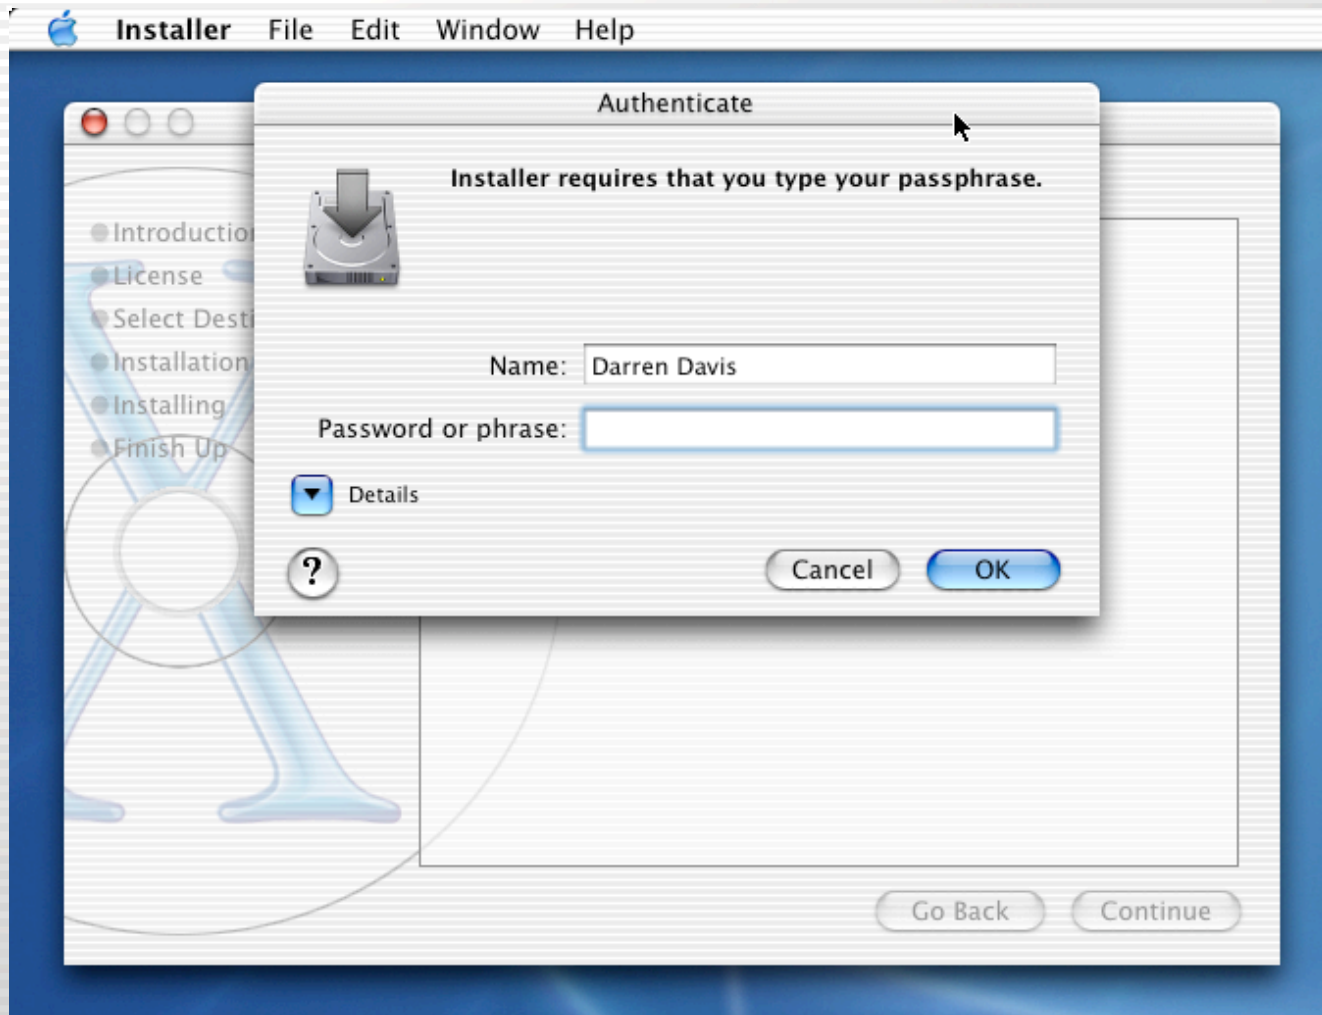 Installer File Edit Window Help
Authenticate
Installer requires that you type your passphrase.
Name: Darren Davis
Password or phrase:
Details
?
Cancel OK
Introductio
License
Select Desti
Installation
Installing
Finish Up
Go Back Continue